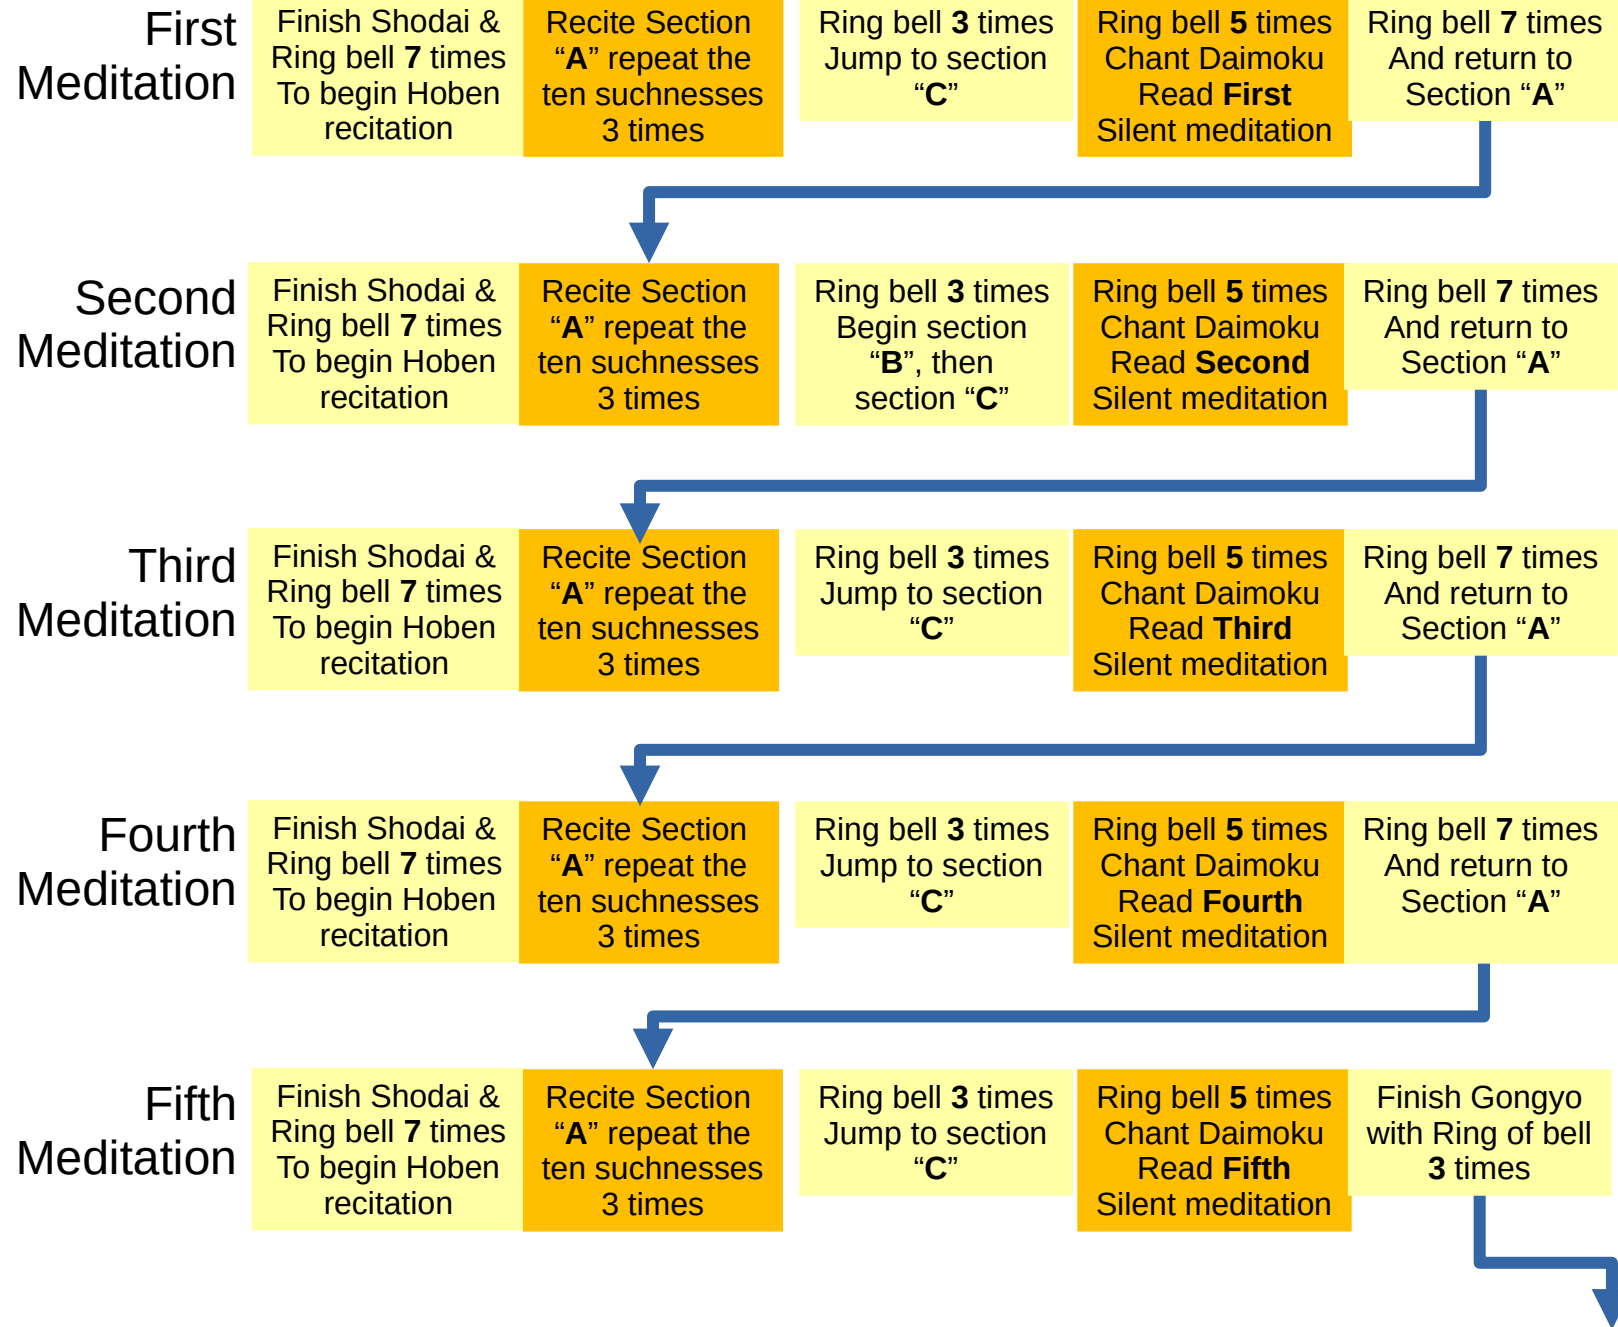 First
Meditation
Finish Shodai &
Ring bell 7 times
To begin Hoben
recitation
Recite Section
“A” repeat the
ten suchnesses
3 times
Ring bell 3 times
Jump to section
“C”
Ring bell 5 times
Chant Daimoku
Read First
Silent meditation
Ring bell 7 times
And return to
Section “A”
Second
Meditation
Finish Shodai &
Ring bell 7 times
To begin Hoben
recitation
Recite Section
“A” repeat the
ten suchnesses
3 times
Ring bell 3 times
Begin section
“B”, then
section “C”
Ring bell 5 times
Chant Daimoku
Read Second
Silent meditation
Ring bell 7 times
And return to
Section “A”
Third
Meditation
Finish Shodai &
Ring bell 7 times
To begin Hoben
recitation
Recite Section
“A” repeat the
ten suchnesses
3 times
Ring bell 3 times
Jump to section
“C”
Ring bell 5 times
Chant Daimoku
Read Third
Silent meditation
Ring bell 7 times
And return to
Section “A”
Fourth
Meditation
Finish Shodai &
Ring bell 7 times
To begin Hoben
recitation
Recite Section
“A” repeat the
ten suchnesses
3 times
Ring bell 3 times
Jump to section
“C”
Ring bell 5 times
Chant Daimoku
Read Fourth
Silent meditation
Ring bell 7 times
And return to
Section “A”
Fifth
Meditation
Finish Shodai &
Ring bell 7 times
To begin Hoben
recitation
Recite Section
“A” repeat the
ten suchnesses
3 times
Ring bell 3 times
Jump to section
“C”
Ring bell 5 times
Chant Daimoku
Read Fifth
Silent meditation
Finish Gongyo
with Ring of bell
3 times